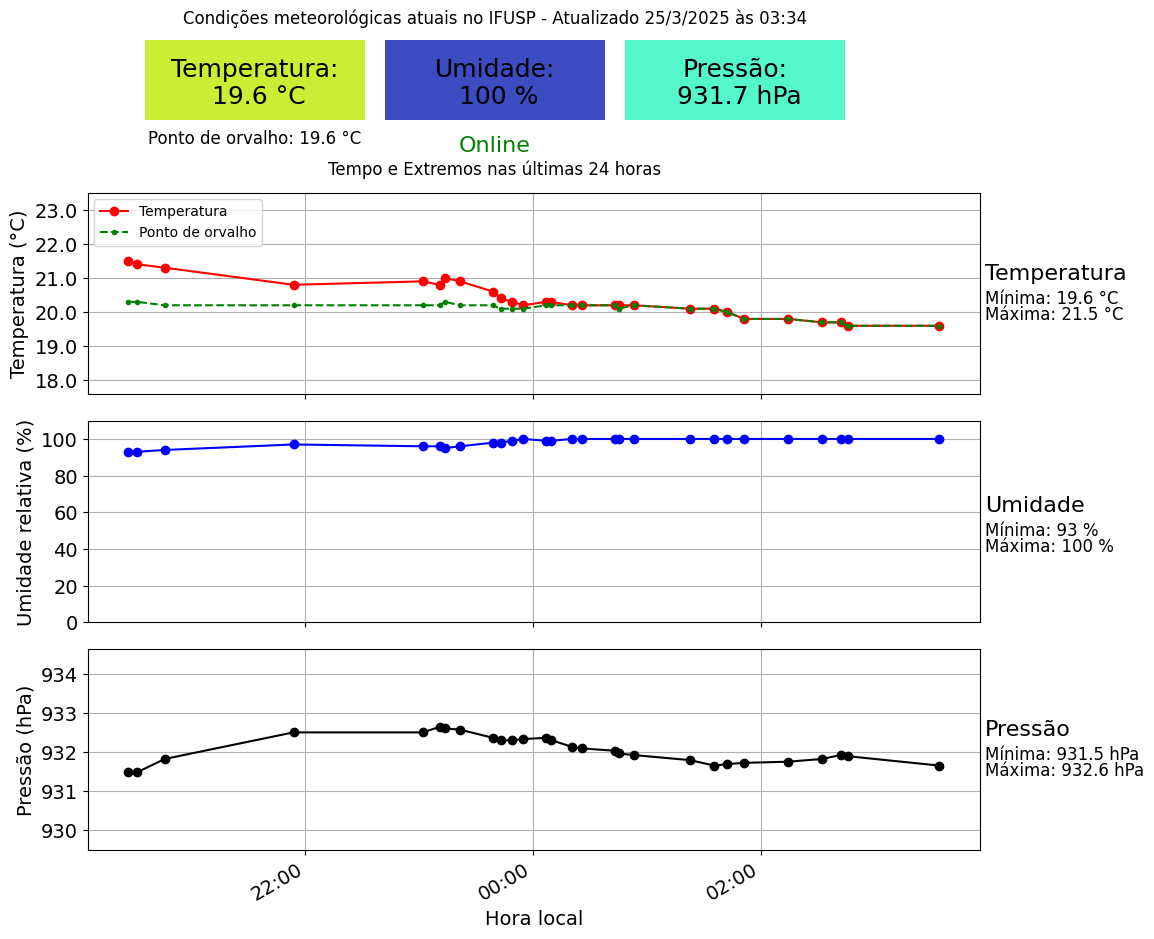 Condições meteorológicas atuais no IFUSP - Atualizado 25/3/2025 às 03:34
Temperatura:
19.6 °C
Umidade:
100 %
Pressão:
931.7 hPa
Ponto de orvalho: 19.6 °C
Online
Tempo e Extremos nas últimas 24 horas
Temperatura (°C)
23.0
22.0
21.0
20.0
19.0
18.0
Temperatura
Ponto de orvalho
Temperatura
Mínima: 19.6 °C
Máxima: 21.5 °C
Umidade relativa (%)
100
80
60
40
20
0
Umidade
Mínima: 93 %
Máxima: 100 %
Pressão (hPa)
934
933
932
931
930
Pressão
Mínima: 931.5 hPa
Máxima: 932.6 hPa
22:00
00:00
02:00
Hora local